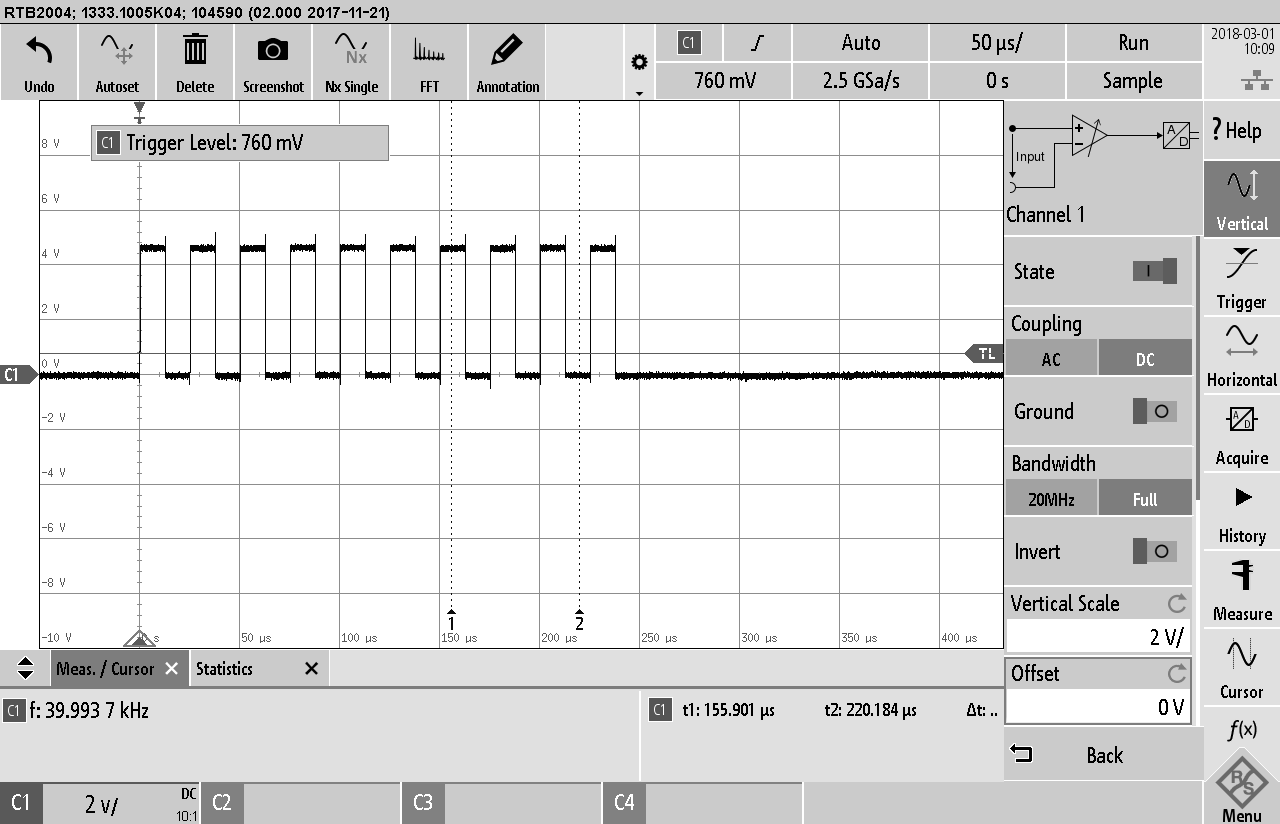 RTB2004; 1333.1005K04; 104590 (02.000 2017-11-21)
Undo
Autoset
Delete
Screenshot
Nx
Nx Single
FFT
Annotation
C1
Auto
50 µs/
Run
760 mV
2.5 GSa/s
0 s
Sample
2018-03-01
10:09
C1 Trigger Level: 760 mV
8 V
6 V
4 V
2 V
0 V
-2 V
-4 V
-6 V
-8 V
-10 V
C1
TL
1
2
0 s
50 µs
100 µs
150 µs
200 µs
250 µs
300 µs
350 µs
400 µs
Input
A
D
Channel 1
State
Coupling
AC
DC
Ground
Bandwidth
20MHz
Full
Invert
Vertical Scale
2 V/
Offset
0 V
Back
? Help
Vertical
Trigger
Horizontal
A
D
Acquire
History
Measure
Cursor
f(x)
R/S
Menu
Meas. / Cursor
Statistics
C1 f: 39.993 7 kHz
C1 t1: 155.901 µs t2: 220.184 µs Δt: ..
C1
2 v/
DC
10:1
C2
C3
C4